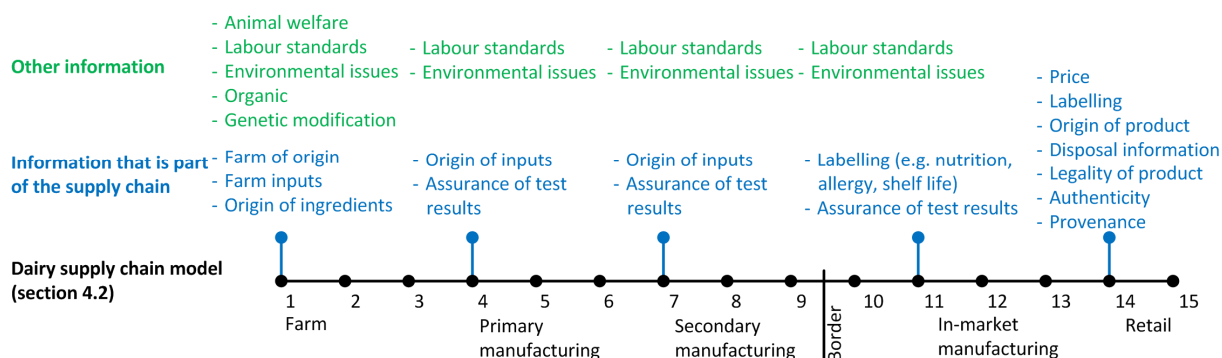 Other information
- Animal welfare
- Labour standards
- Environmental issues
- Organic
- Genetic modification
- Labour standards
- Environmental issues
- Labour standards
- Environmental issues
- Labour standards
- Environmental issues
Information that is part
of the supply chain
- Farm of origin
- Farm inputs
- Origin of ingredients
- Origin of inputs
- Assurance of test
results
- Origin of inputs
- Assurance of test
results
- Labelling (e.g. nutrition,
allergy, shelf life)
- Assurance of test results
- Price
- Labelling
- Origin of product
- Disposal information
- Legality of product
- Authenticity
- Provenance
Dairy supply chain model
(section 4.2)
1 2 3 4 5 6 7 8 9 10 11 12 13 14 15
Farm
Primary
manufacturing
Secondary
manufacturing
Border
In-market
manufacturing
Retail